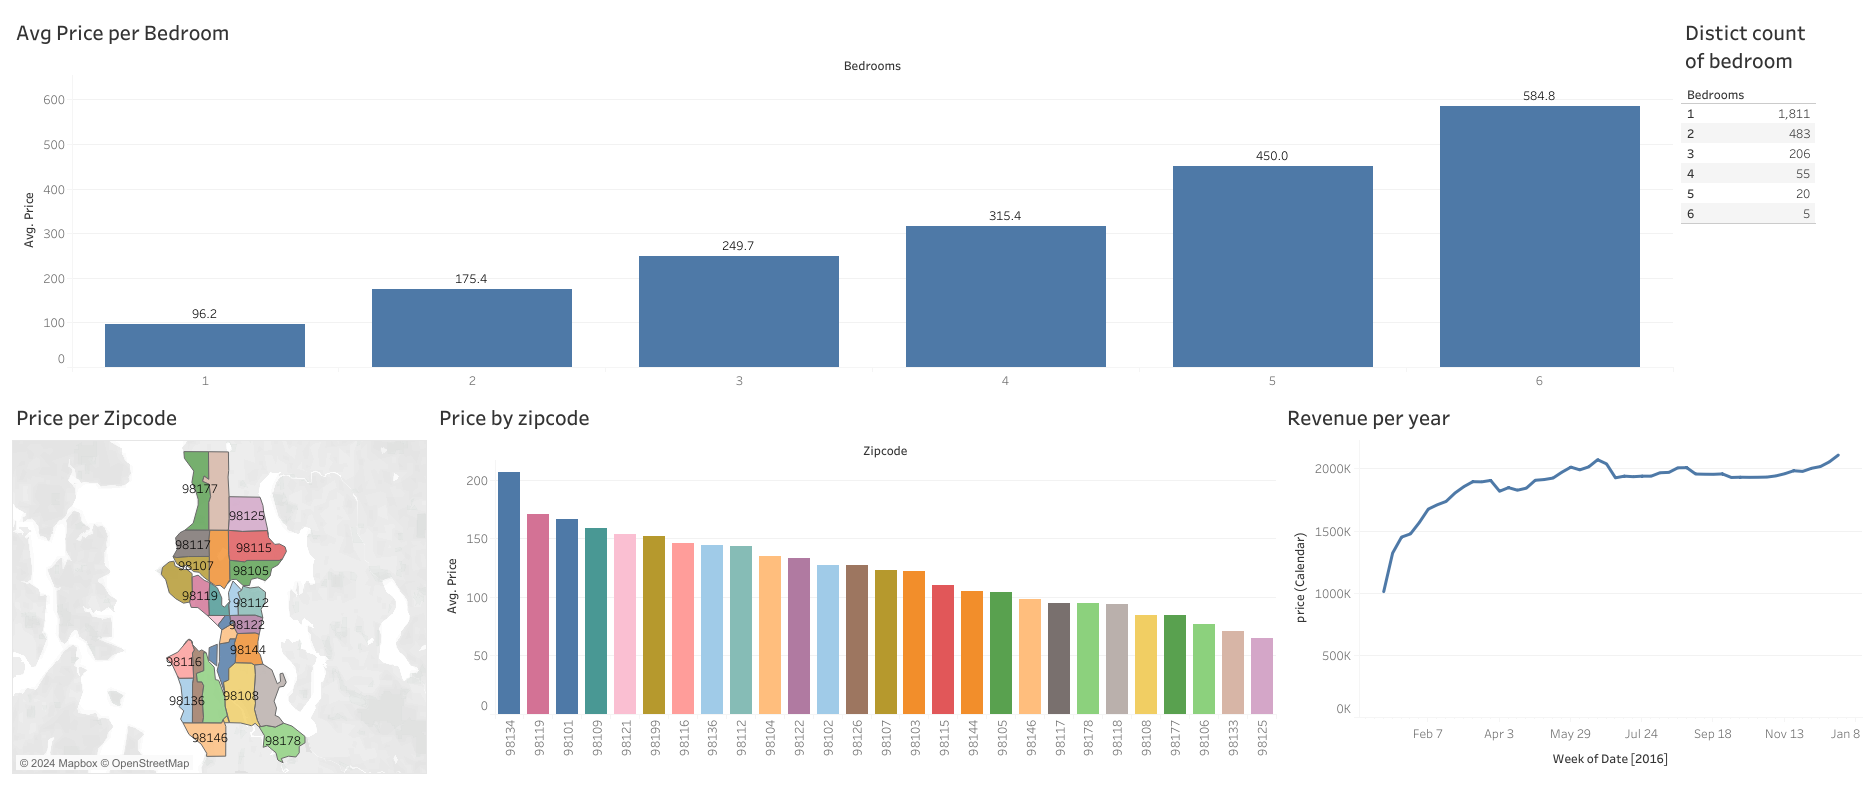 Avg Price per Bedroom
Bedrooms
Avg. Price
600
500
400
300
200
100
0
96.2
175.4
249.7
315.4
450.0
584.8
1
2
3
4
5
6
Distict count
of bedroom
Bedrooms
1 1,811
2 483
3 206
4 55
5 20
6 5
Price per Zipcode
98177
98125
98117
98115
98107
98105
98119
98112
98122
98144
98116
98136
98108
98146
98178
© 2024 Mapbox © OpenStreetMap
Price by zipcode
Zipcode
Avg. Price
200
150
100
50
0
98134
98119
98101
98109
98121
98199
98116
98136
98112
98104
98122
98102
98126
98107
98103
98115
98144
98105
98146
98117
98178
98118
98108
98177
98106
98133
98125
Revenue per year
price (Calendar)
2000K
1500K
1000K
500K
0K
Feb 7
Apr 3
May 29
Jul 24
Sep 18
Nov 13
Jan 8
Week of Date [2016]